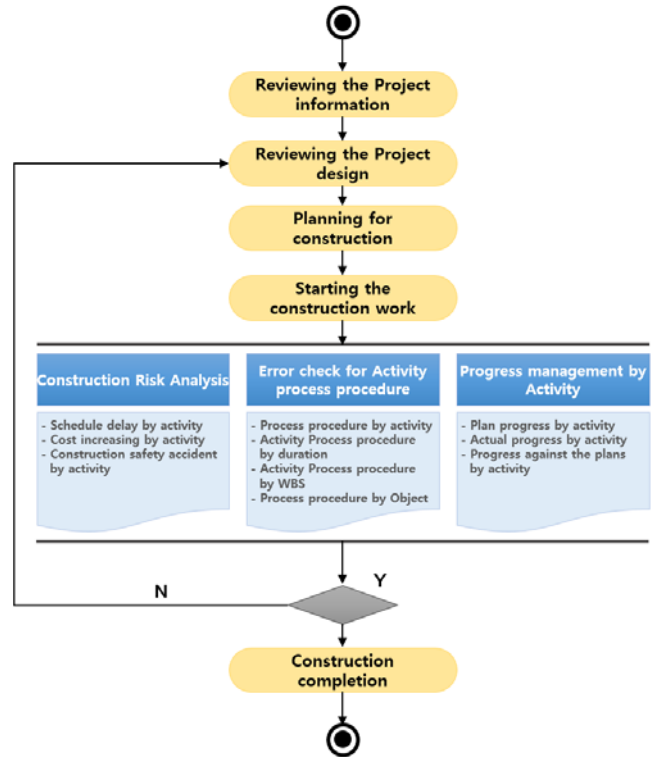 Reviewing the Project
information
Reviewing the Project
design
Planning for
construction
Starting the
construction work
Construction Risk Analysis
- Schedule delay by activity
- Cost increasing by activity
- Construction safety accident
by activity
Error check for Activity
process procedure
- Process procedure by activity
- Activity Process procedure
by duration
- Activity Process procedure
by WBS
- Process procedure by Object
Progress management by
Activity
- Plan progress by activity
- Actual progress by activity
- Progress against the plans
by activity
N
Y
Construction
completion